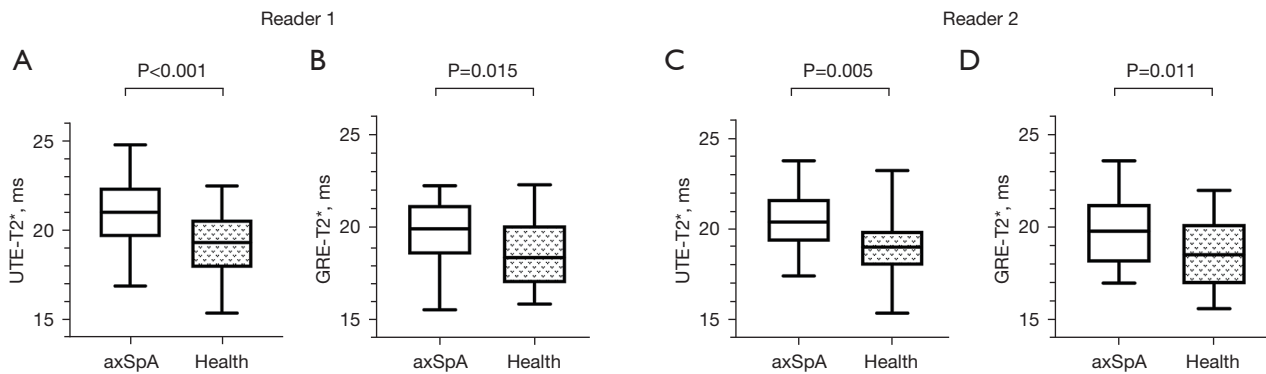 Reader 1
Reader 2
A
P<0.001
UTE-T2*, ms
25
20
15
axSpA
Health
B
P=0.015
GRE-T2*, ms
25
20
15
axSpA
Health
C
P=0.005
UTE-T2*, ms
25
20
15
axSpA
Health
D
P=0.011
GRE-T2*, ms
25
20
15
axSpA
Health